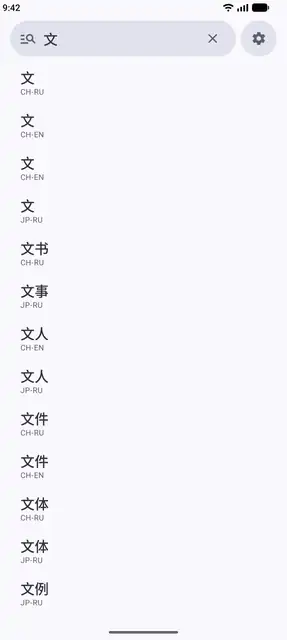 9:42
文
文
CH-RU
文
CH-EN
文
CH-EN
文
JP-RU
文书
CH-RU
文事
JP-RU
文人
CH-EN
文人
JP-RU
文件
CH-RU
文件
CH-EN
文体
CH-RU
文体
JP-RU
文例
JP-RU